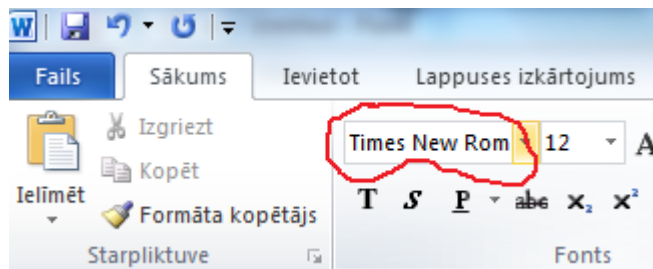 W
Fails Sākums Ievietot Lappuses izkārtojums
Izgriezt
Kopēt
Ielīmēt
Formāta kopētājs
Starpliktuve
Times New Rom 12 A
T S P abc X₂ X²
Fonts